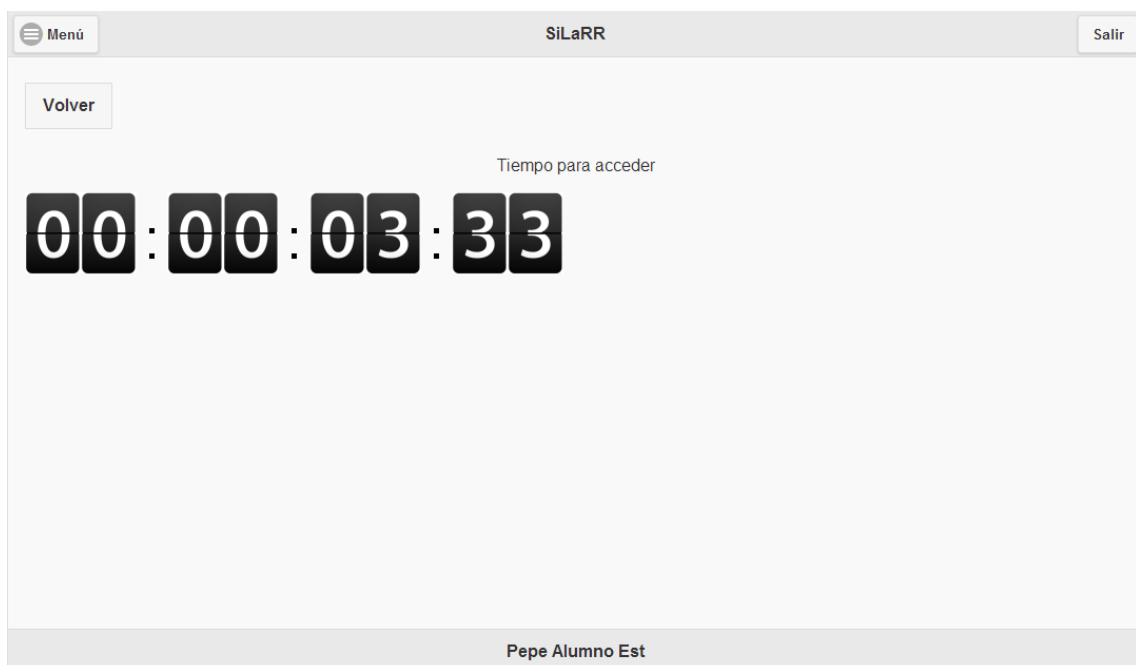 Menú SiLaRR Salir
Volver
Tiempo para acceder
00:00:03:33
Pepe Alumno Est